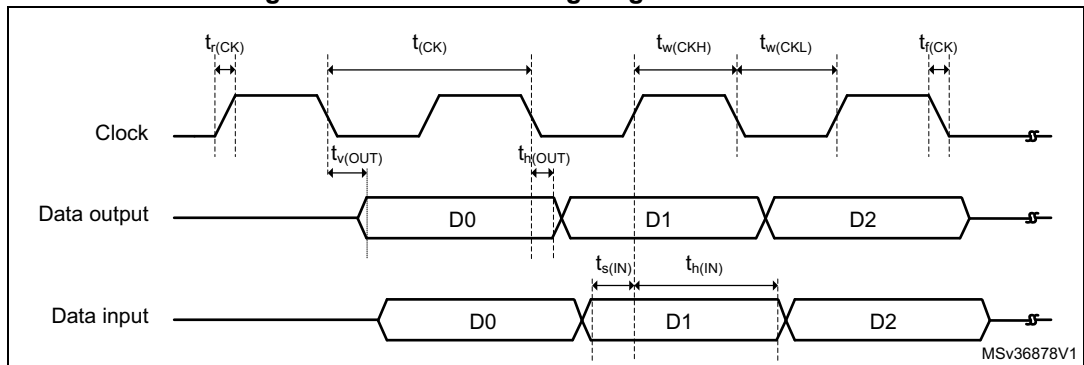 t_r(CK) t_(CK) t_w(CKH) t_w(CKL) t_f(CK)
Clock
t_v(OUT) t_h(OUT)
Data output D0 D1 D2
t_s(IN) t_h(IN)
Data input D0 D1 D2
MSv36878V1